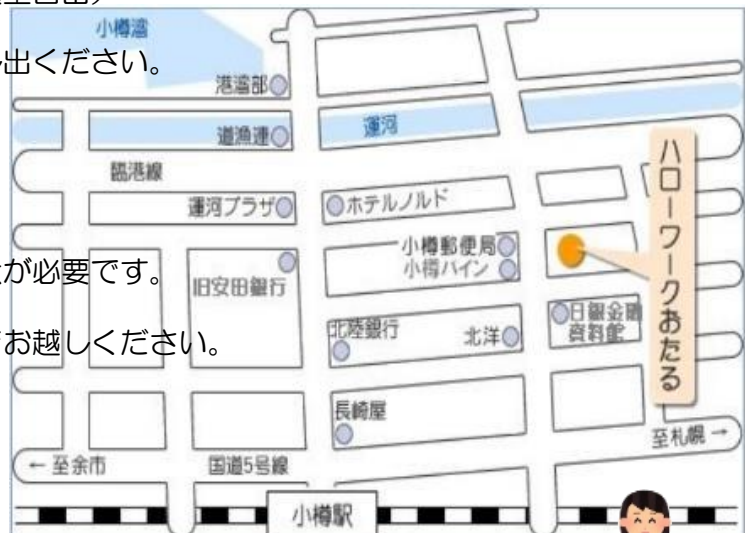 出ください。
が必要です。
お越しください。
小樽港
港湾部
道漁連
運河
臨港線
運河プラザ
ホテルノルド
小樽郵便局
小樽バイン
旧安田銀行
ハローワークおたる
日銀金融
資料館
北陸銀行
北洋
長崎屋
至札幌 →
← 至余市
国道5号線
小樽駅